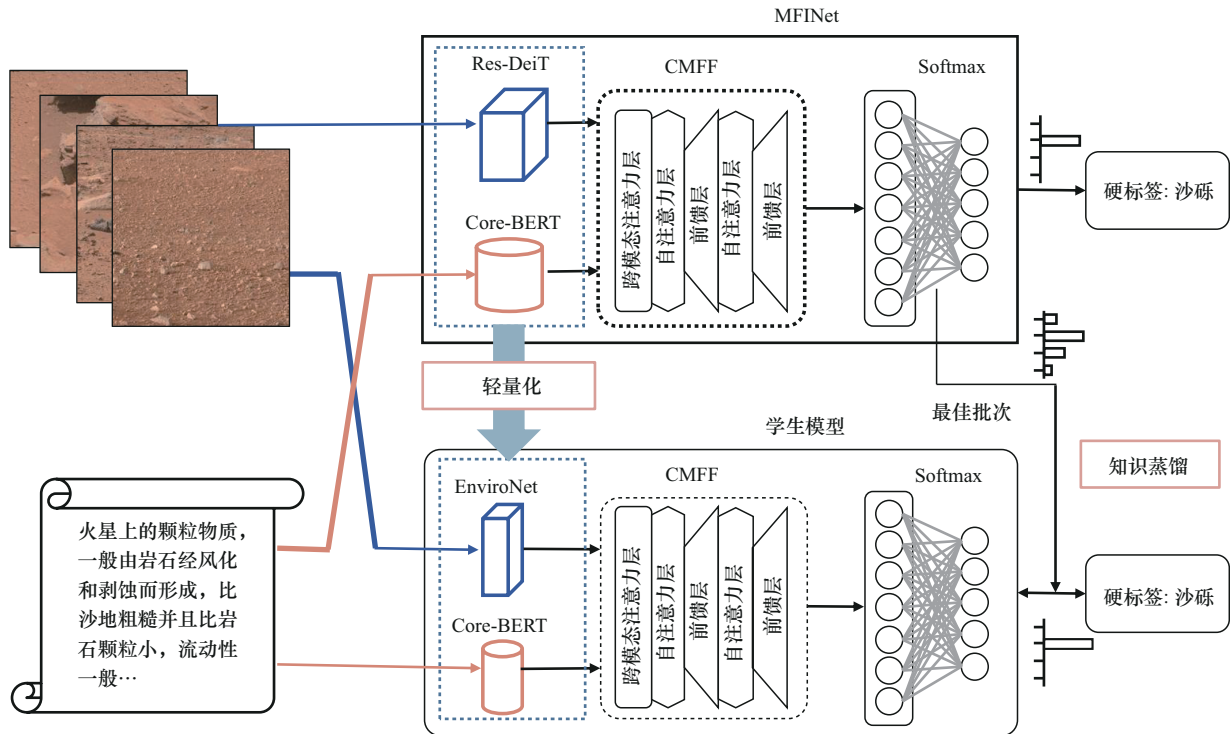 MFINet
Res-DeiT
CMFF
Softmax
跨模态注意力层
自注意力层
前馈层
自注意力层
前馈层
硬标签: 沙砾
Core-BERT
轻量化
最佳批次
学生模型
知识蒸馏
EnviroNet
CMFF
Softmax
跨模态注意力层
自注意力层
前馈层
自注意力层
前馈层
硬标签: 沙砾
Core-BERT
火星上的颗粒物质，
一般由岩石经风化
和剥蚀而形成，比
沙地粗糙并且比岩
石颗粒小，流动性
一般…